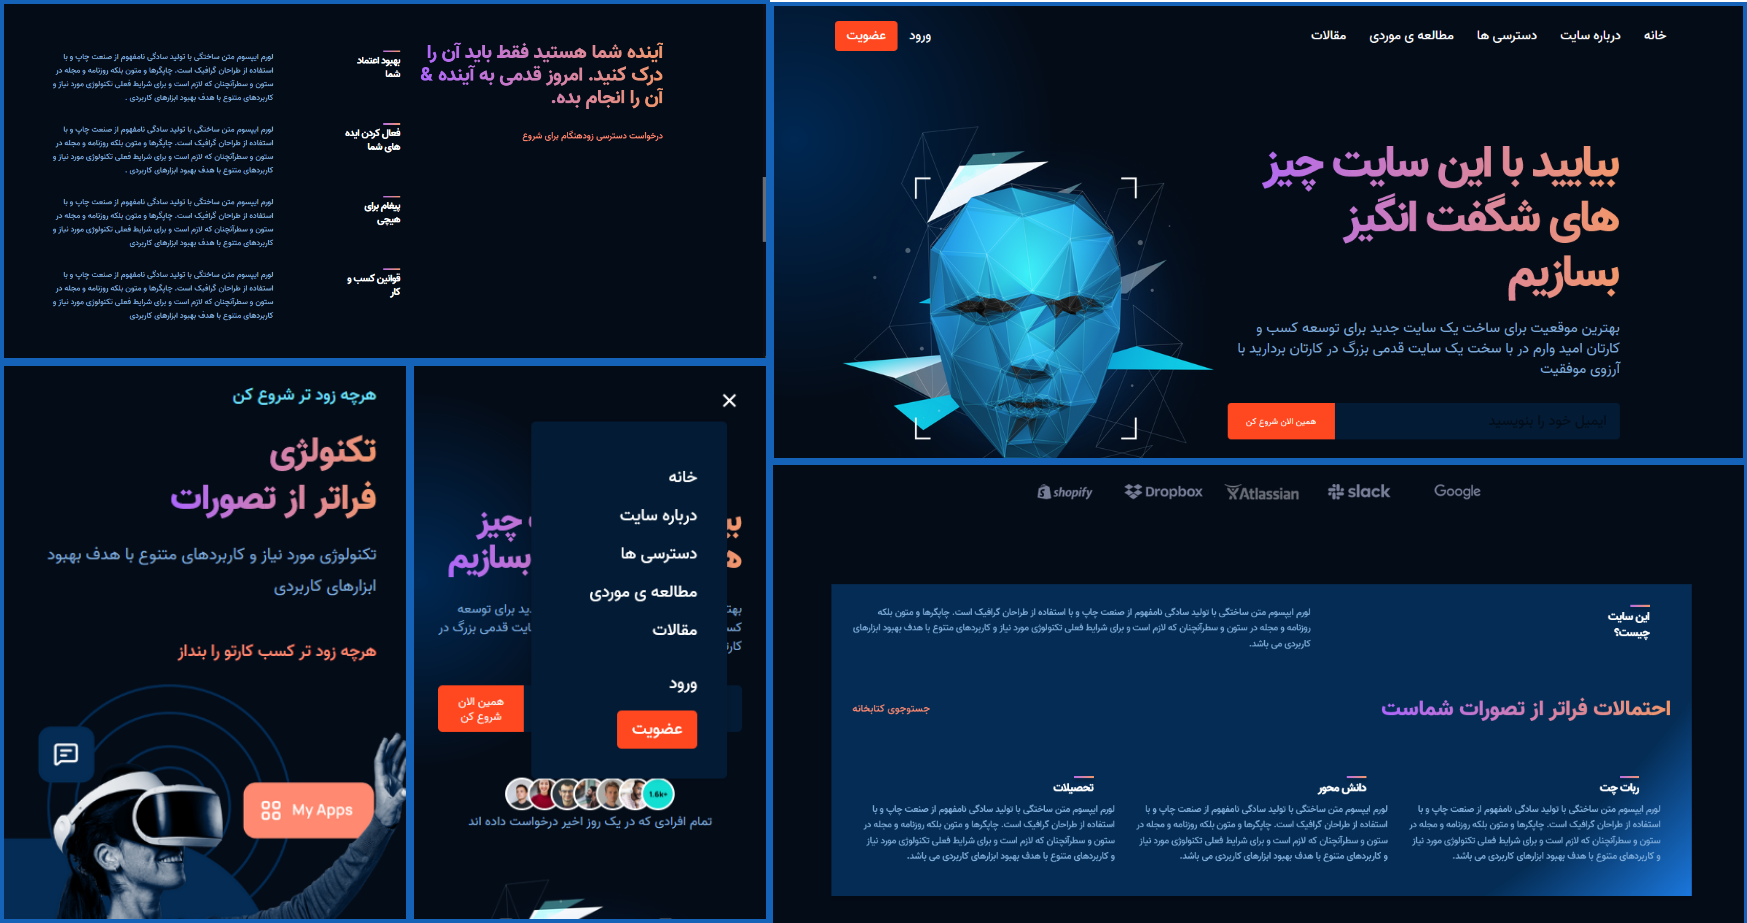 آینده شما هستید فقط باید آن را
درک کنید. امروز قدمی به آینده &
آن را انجام بده.
درخواست دسترسی زودهنگام برای شروع
بهبود اعتماد
شما
لورم ایپسوم متن ساختگی با تولید سادگی نامفهوم از صنعت چاپ و با
استفاده از طراحان گرافیک است. چاپگرها و متون بلکه روزنامه و مجله در
ستون و سطرآنچنان که لازم است و برای شرایط فعلی تکنولوژی مورد نیاز و
کاربردهای متنوع با هدف بهبود ابزارهای کاربردی .
فعال کردن ایده
های شما
لورم ایپسوم متن ساختگی با تولید سادگی نامفهوم از صنعت چاپ و با
استفاده از طراحان گرافیک است. چاپگرها و متون بلکه روزنامه و مجله در
ستون و سطرآنچنان که لازم است و برای شرایط فعلی تکنولوژی مورد نیاز و
کاربردهای متنوع با هدف بهبود ابزارهای کاربردی .
پیغام برای
هیچی
لورم ایپسوم متن ساختگی با تولید سادگی نامفهوم از صنعت چاپ و با
استفاده از طراحان گرافیک است. چاپگرها و متون بلکه روزنامه و مجله در
ستون و سطرآنچنان که لازم است و برای شرایط فعلی تکنولوژی مورد نیاز و
کاربردهای متنوع با هدف بهبود ابزارهای کاربردی
قوانین کسب و
کار
لورم ایپسوم متن ساختگی با تولید سادگی نامفهوم از صنعت چاپ و با
استفاده از طراحان گرافیک است. چاپگرها و متون بلکه روزنامه و مجله در
ستون و سطرآنچنان که لازم است و برای شرایط فعلی تکنولوژی مورد نیاز و
کاربردهای متنوع با هدف بهبود ابزارهای کاربردی
خانه درباره سایت دسترسی ها مطالعه ی موردی مقالات ورود عضویت
بیایید با این سایت چیز
های شگفت انگیز
بسازیم
بهترین موقعیت برای ساخت یک سایت جدید برای توسعه کسب و
کارتان امید وارم در با سخت یک سایت قدمی بزرگ در کارتان بردارید با
آرزوی موفقیت
ایمیل خود را بنویسید
همین الان شروع کن
هرچه زود تر شروع کن
تکنولژی
فراتر از تصورات
تکنولوژی مورد نیاز و کاربردهای متنوع با هدف بهبود
ابزارهای کاربردی
هرچه زود تر کسب کارتو را بنداز
My Apps
خانه
درباره سایت
دسترسی ها
مطالعه ی موردی
مقالات
ورود
عضویت
چیز
بسازیم
ید برای توسعه
ایت قدمی بزرگ در
همین الان
شروع کن
1.6k+
تمام افرادی که در یک روز اخیر درخواست داده اند
shopify Dropbox Atlassian slack Google
این سایت
چیست؟
لورم ایپسوم متن ساختگی با تولید سادگی نامفهوم از صنعت چاپ و با استفاده از طراحان گرافیک است. چاپگرها و متون بلکه
روزنامه و مجله در ستون و سطرآنچنان که لازم است و برای شرایط فعلی تکنولوژی مورد نیاز و کاربردهای متنوع با هدف بهبود ابزارهای
کاربردی می باشد.
احتمالات فراتر از تصورات شماست
جستوجوی کتابخانه
ربات چت
لورم ایپسوم متن ساختگی با تولید سادگی نامفهوم از صنعت چاپ و با
استفاده از طراحان گرافیک است. چاپگرها و متون بلکه روزنامه و مجله در
ستون و سطرآنچنان که لازم است و برای شرایط فعلی تکنولوژی مورد نیاز
و کاربردهای متنوع با هدف بهبود ابزارهای کاربردی می باشد.
دانش محور
لورم ایپسوم متن ساختگی با تولید سادگی نامفهوم از صنعت چاپ و با
استفاده از طراحان گرافیک است. چاپگرها و متون بلکه روزنامه و مجله در
ستون و سطرآنچنان که لازم است و برای شرایط فعلی تکنولوژی مورد نیاز
و کاربردهای متنوع با هدف بهبود ابزارهای کاربردی می باشد.
تحصیلات
لورم ایپسوم متن ساختگی با تولید سادگی نامفهوم از صنعت چاپ و با
استفاده از طراحان گرافیک است. چاپگرها و متون بلکه روزنامه و مجله در
ستون و سطرآنچنان که لازم است و برای شرایط فعلی تکنولوژی مورد نیاز
و کاربردهای متنوع با هدف بهبود ابزارهای کاربردی می باشد.